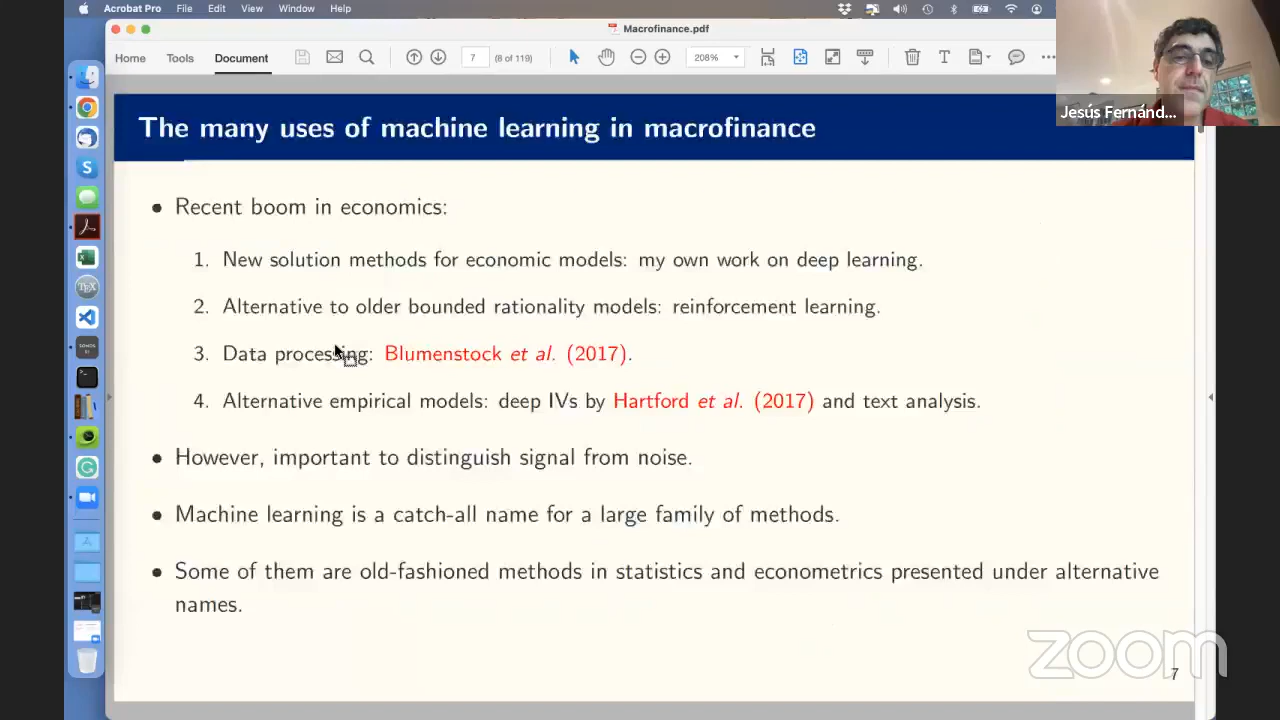 Acrobat Pro File Edit View Window Help
Macrofinance.pdf
Home Tools Document 7 (8 of 119) 208%
Jesús Fernánd...
The many uses of machine learning in macrofinance
• Recent boom in economics:
1. New solution methods for economic models: my own work on deep learning.
2. Alternative to older bounded rationality models: reinforcement learning.
3. Data processing: Blumenstock et al. (2017).
4. Alternative empirical models: deep IVs by Hartford et al. (2017) and text analysis.
• However, important to distinguish signal from noise.
• Machine learning is a catch-all name for a large family of methods.
• Some of them are old-fashioned methods in statistics and econometrics presented under alternative
names.
zoom
7